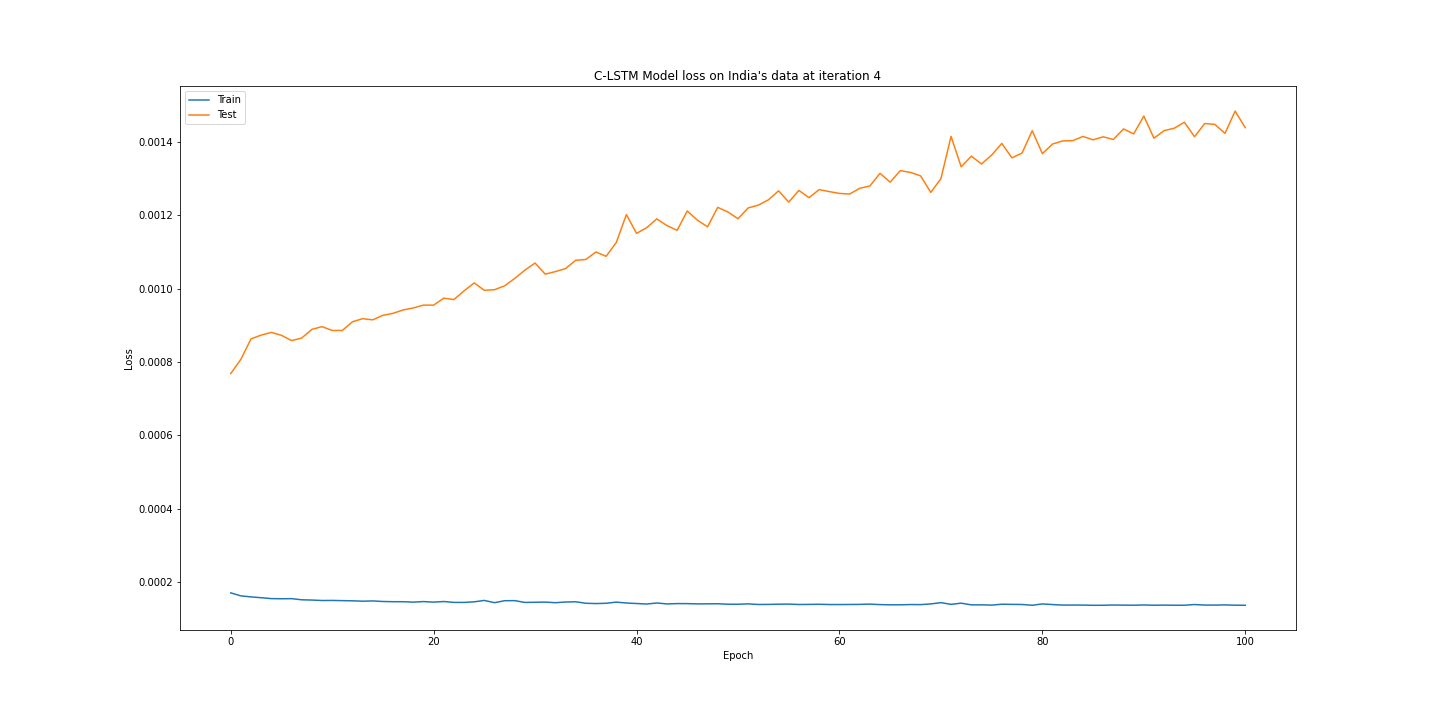 C-LSTM Model loss on India's data at iteration 4
Train
Test
0.0014
0.0012
0.0010
0.0008
0.0006
0.0004
0.0002
Loss
0 20 40 60 80 100
Epoch